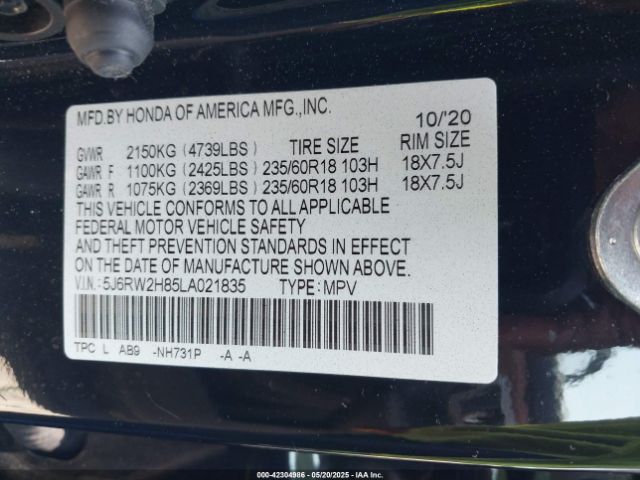 MFD.BY HONDA OF AMERICA MFG.,INC. 10/'20
GVWR 2150KG (4739LBS) TIRE SIZE RIM SIZE
GAWR F 1100KG (2425LBS) 235/60R18 103H 18X7.5J
GAWR R 1075KG (2369LBS) 235/60R18 103H 18X7.5J
THIS VEHICLE CONFORMS TO ALL APPLICABLE
FEDERAL MOTOR VEHICLE SAFETY
AND THEFT PREVENTION STANDARDS IN EFFECT
ON THE DATE OF MANUFACTURE SHOWN ABOVE.
V.I.N.: 5J6RW2H85LA021835 TYPE: MPV
TPC L AB9 -NH731P -A -A
000-42304986 - 05/20/2025 - IAA Inc.